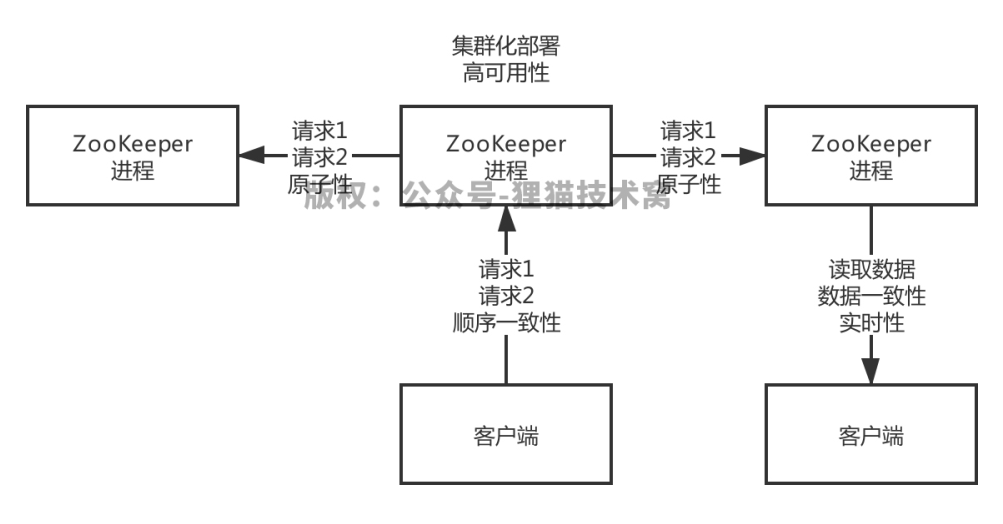 集群化部署
高可用性
ZooKeeper
进程
请求1
请求2
原子性
ZooKeeper
进程
请求1
请求2
原子性
ZooKeeper
进程
版权：公众号-狸猫技术窝
请求1
请求2
顺序一致性
读取数据
数据一致性
实时性
客户端
客户端